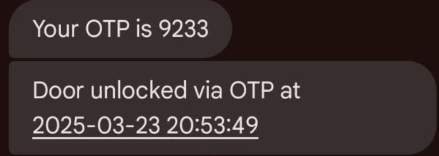 Your OTP is 9233
Door unlocked via OTP at
2025-03-23 20:53:49